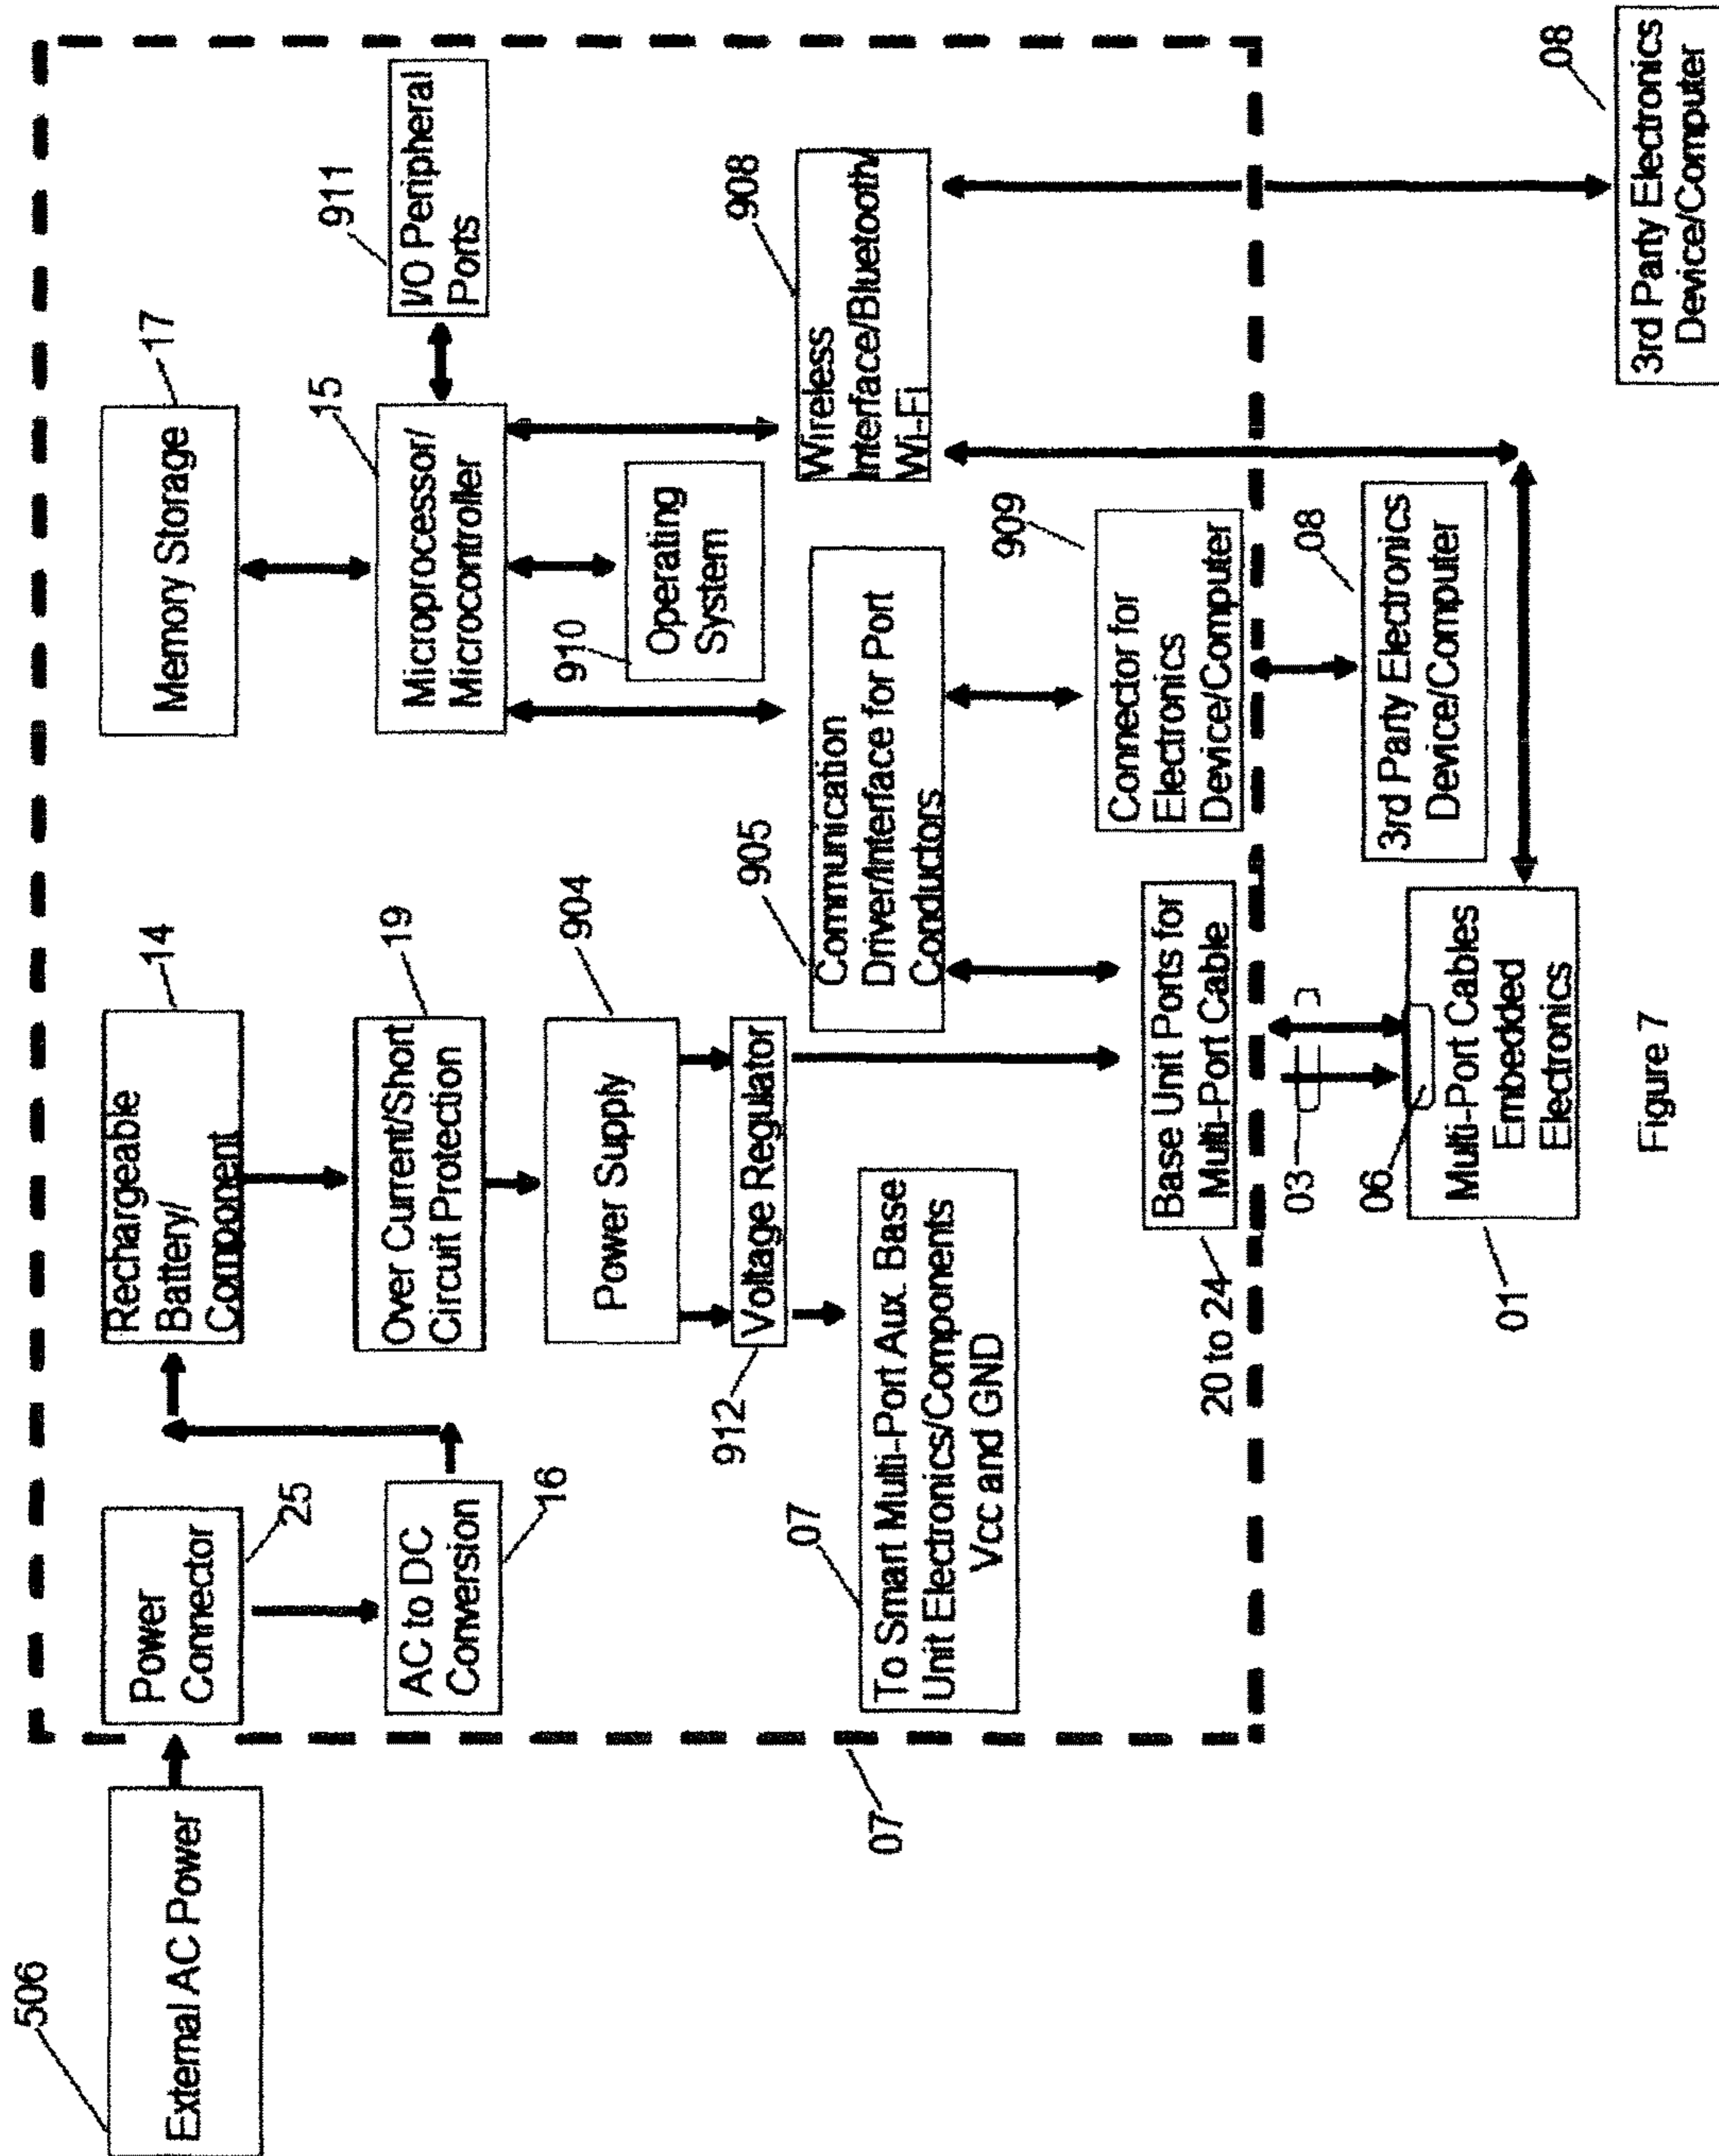 506
External AC Power
07
Power
Connector
25
AC to DC
Conversion
16
Rechargeable
Battery/
Component
14
Over Current/Short
Circuit Protection
19
Power Supply
904
Voltage Regulator
912
07
To Smart Multi-Port Aux. Base
Unit Electronics/Components
Vcc and GND
Memory Storage
17
Microprocessor/
Microcontroller
15
I/O Peripheral
Ports
911
910
Operating
System
905
Communication
Driver/Interface for Port
Conductors
Wireless
Interface/Bluetooth/
Wi-Fi
908
Base Unit Ports for
Multi-Port Cable
20 to 24
Connector for
Electronics
Device/Computer
909
03
06
Multi-Port Cables
Embedded
Electronics
01
3rd Party Electronics
Device/Computer
08
3rd Party Electronics
Device/Computer
08
Figure 7